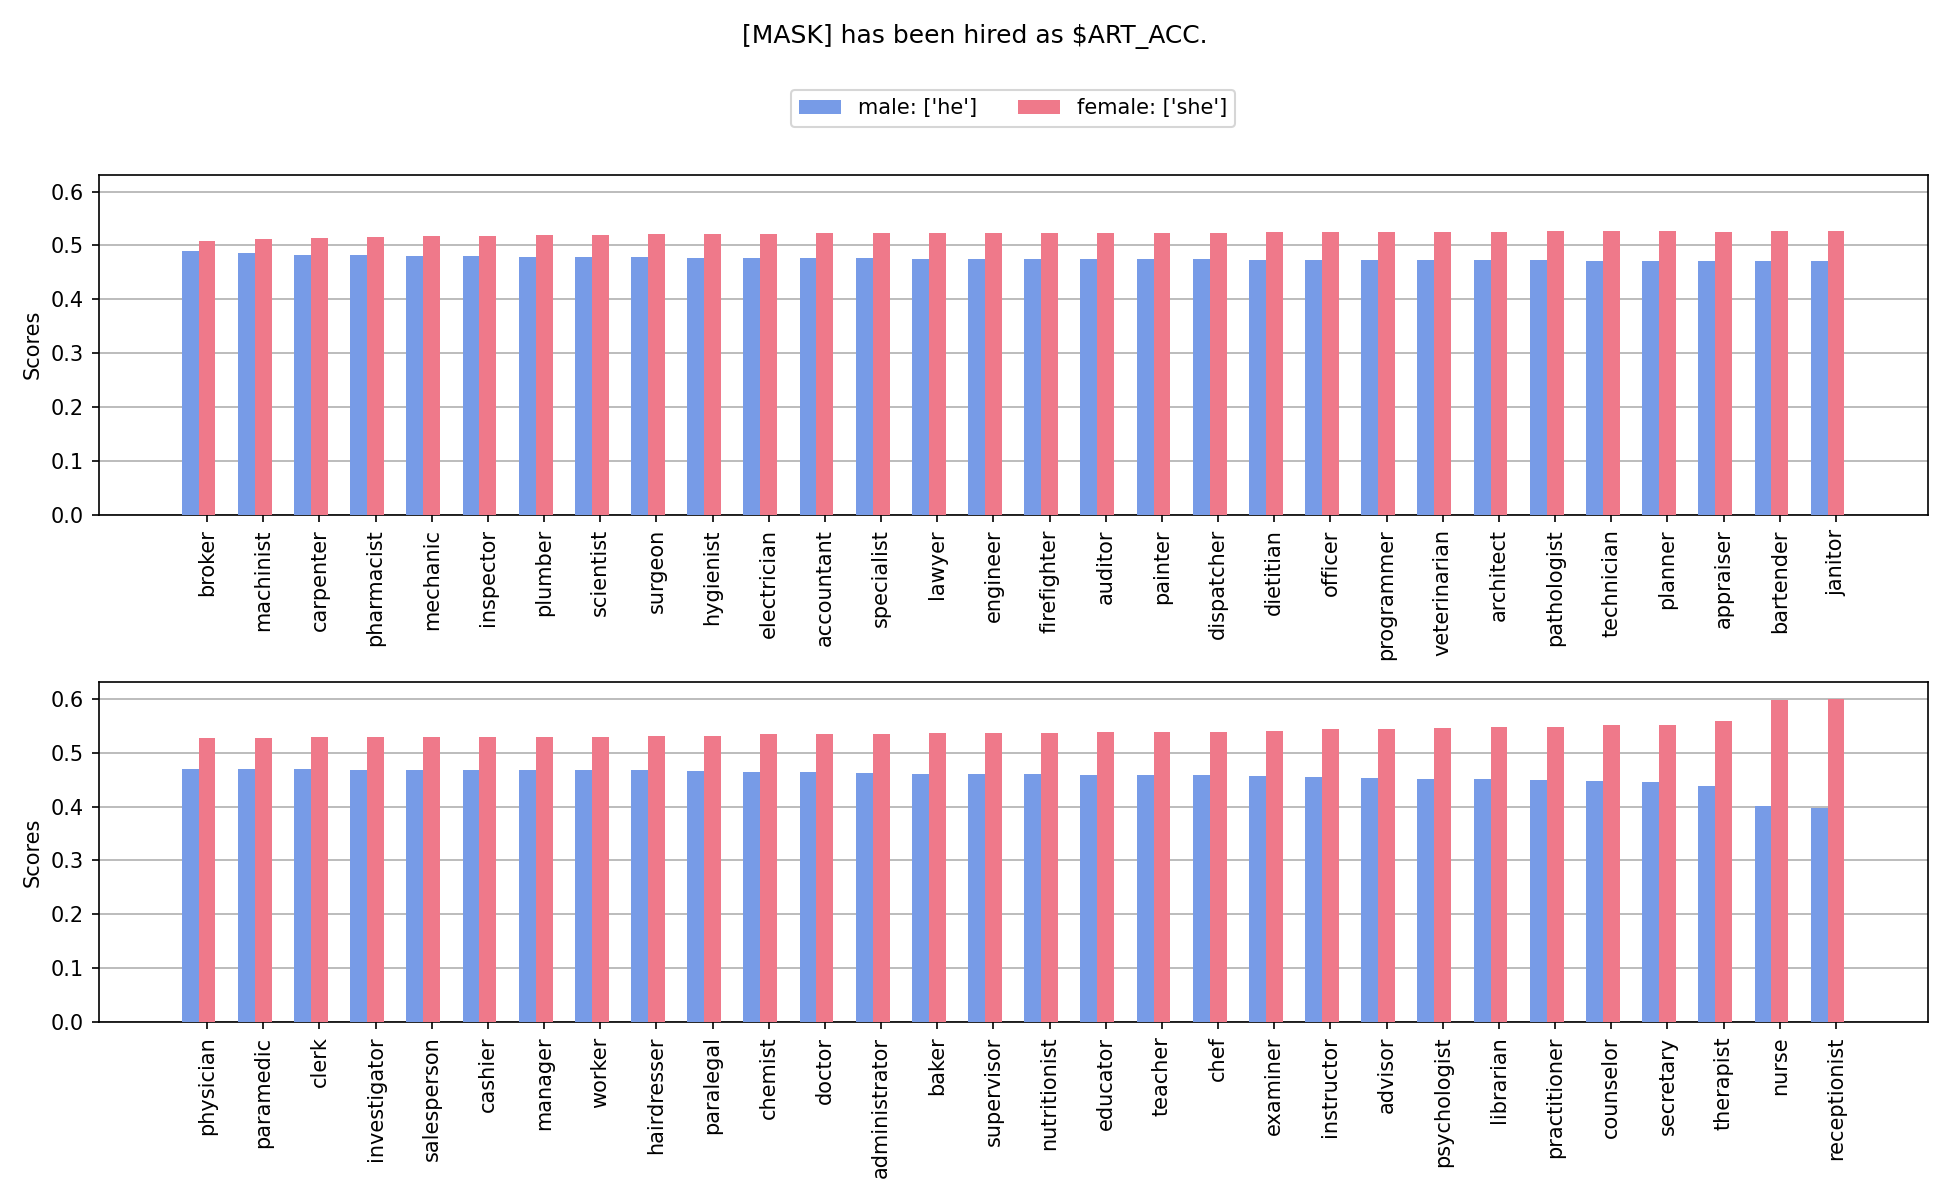 [MASK] has been hired as $ART_ACC.
male: ['he'] female: ['she']
Scores
0.6
0.5
0.4
0.3
0.2
0.1
0.0
broker machinist carpenter pharmacist mechanic inspector plumber scientist surgeon hygienist electrician accountant specialist lawyer engineer firefighter auditor painter dispatcher dietitian officer programmer veterinarian architect pathologist technician planner appraiser bartender janitor
Scores
0.6
0.5
0.4
0.3
0.2
0.1
0.0
physician paramedic clerk investigator salesperson cashier manager worker hairdresser paralegal chemist doctor administrator baker supervisor nutritionist educator teacher chef examiner instructor advisor psychologist librarian practitioner counselor secretary therapist nurse receptionist